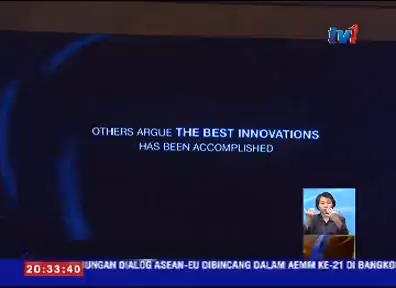 tv1
OTHERS ARGUE THE BEST INNOVATIONS
HAS BEEN ACCOMPLISHED
20:33:40
UNGAN DIALOG ASEAN-EU DIBINCANG DALAM AEMM KE-21 DI BANGKO